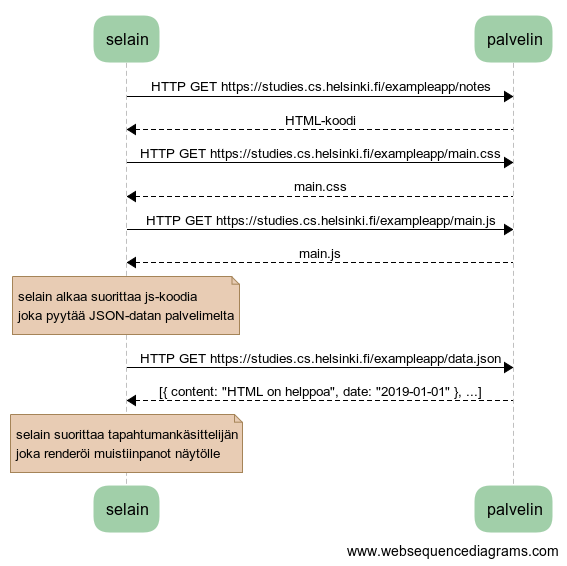 selain palvelin
HTTP GET https://studies.cs.helsinki.fi/exampleapp/notes
HTML-koodi
HTTP GET https://studies.cs.helsinki.fi/exampleapp/main.css
main.css
HTTP GET https://studies.cs.helsinki.fi/exampleapp/main.js
main.js
selain alkaa suorittaa js-koodia
joka pyytää JSON-datan palvelimelta
HTTP GET https://studies.cs.helsinki.fi/exampleapp/data.json
[{ content: "HTML on helppoa", date: "2019-01-01" }, ...]
selain suorittaa tapahtumankäsittelijän
joka renderöi muistiinpanot näytölle
selain palvelin
www.websequencediagrams.com